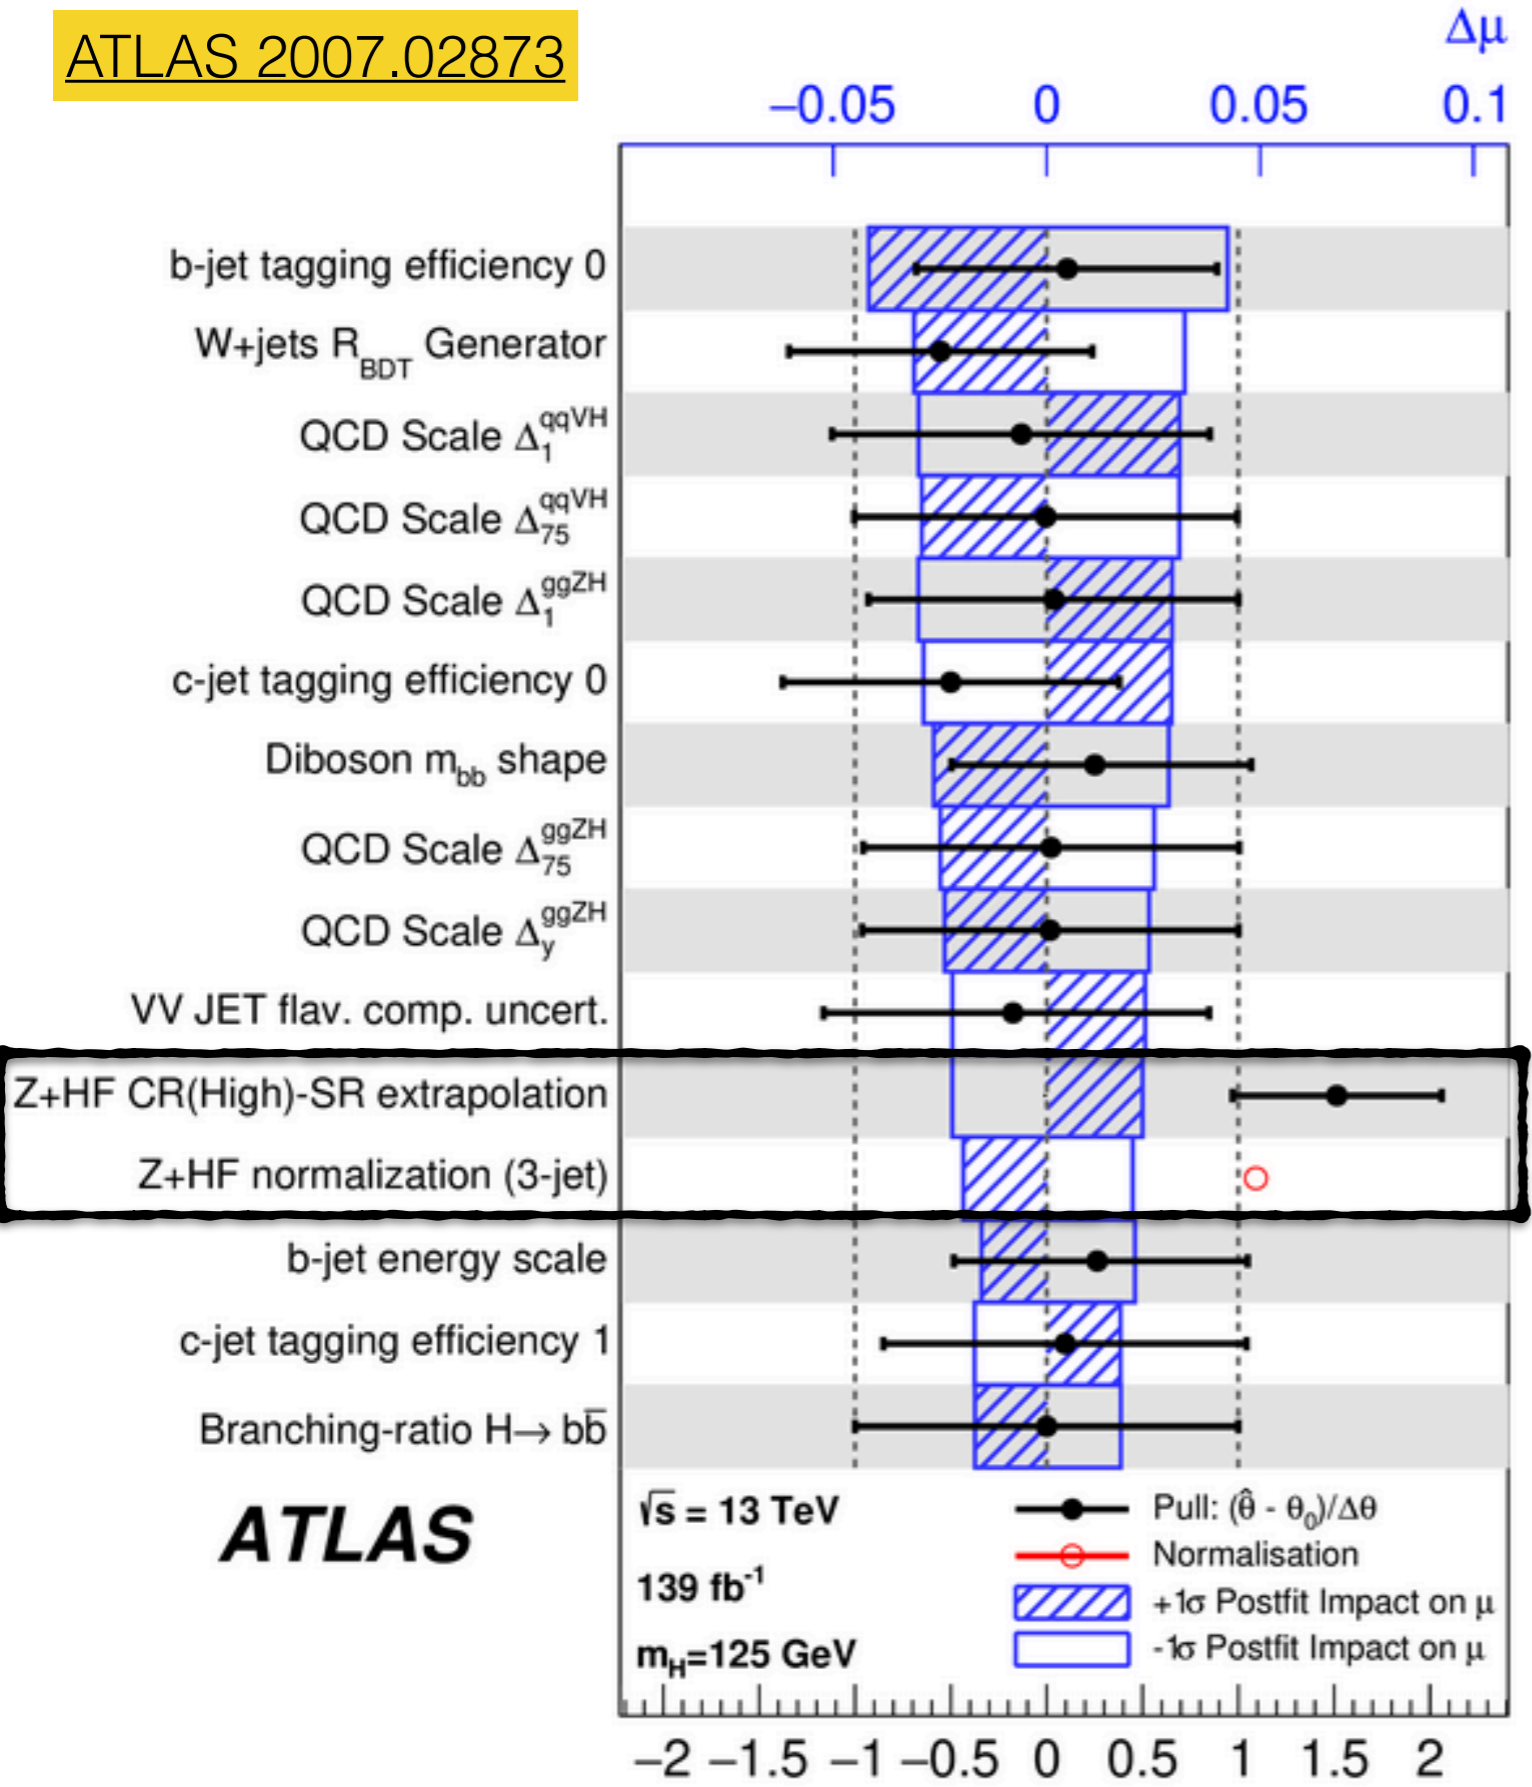 ATLAS 2007.02873
Δμ
−0.05 0 0.05 0.1
b-jet tagging efficiency 0
W+jets R_BDT Generator
QCD Scale Δ₁^qqVH
QCD Scale Δ₇₅^qqVH
QCD Scale Δ₁^ggZH
c-jet tagging efficiency 0
Diboson m_bb shape
QCD Scale Δ₇₅^ggZH
QCD Scale Δ_y^ggZH
VV JET flav. comp. uncert.
Z+HF CR(High)-SR extrapolation
Z+HF normalization (3-jet)
b-jet energy scale
c-jet tagging efficiency 1
Branching-ratio H→ bb̅
ATLAS
√s = 13 TeV
139 fb⁻¹
m_H=125 GeV
Pull: (θ̂ - θ₀)/Δθ
Normalisation
+1σ Postfit Impact on μ
-1σ Postfit Impact on μ
−2 −1.5 −1 −0.5 0 0.5 1 1.5 2